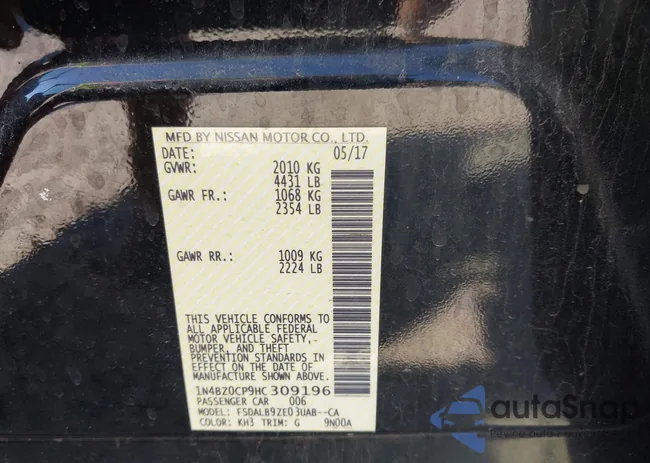 MFD BY NISSAN MOTOR CO., LTD.
DATE: 05/17
GVWR: 2010 KG
4431 LB
GAWR FR.: 1068 KG
2354 LB
GAWR RR.: 1009 KG
2224 LB
THIS VEHICLE CONFORMS TO
ALL APPLICABLE FEDERAL
MOTOR VEHICLE SAFETY,
BUMPER, AND THEFT
PREVENTION STANDARDS IN
EFFECT ON THE DATE OF
MANUFACTURE SHOWN ABOVE.
1N4BZ0CP9HC309196
PASSENGER CAR 006
MODEL: FSDALB9ZE03UAB--CA
COLOR: KH3 TRIM: G 9N00A
autoSnap